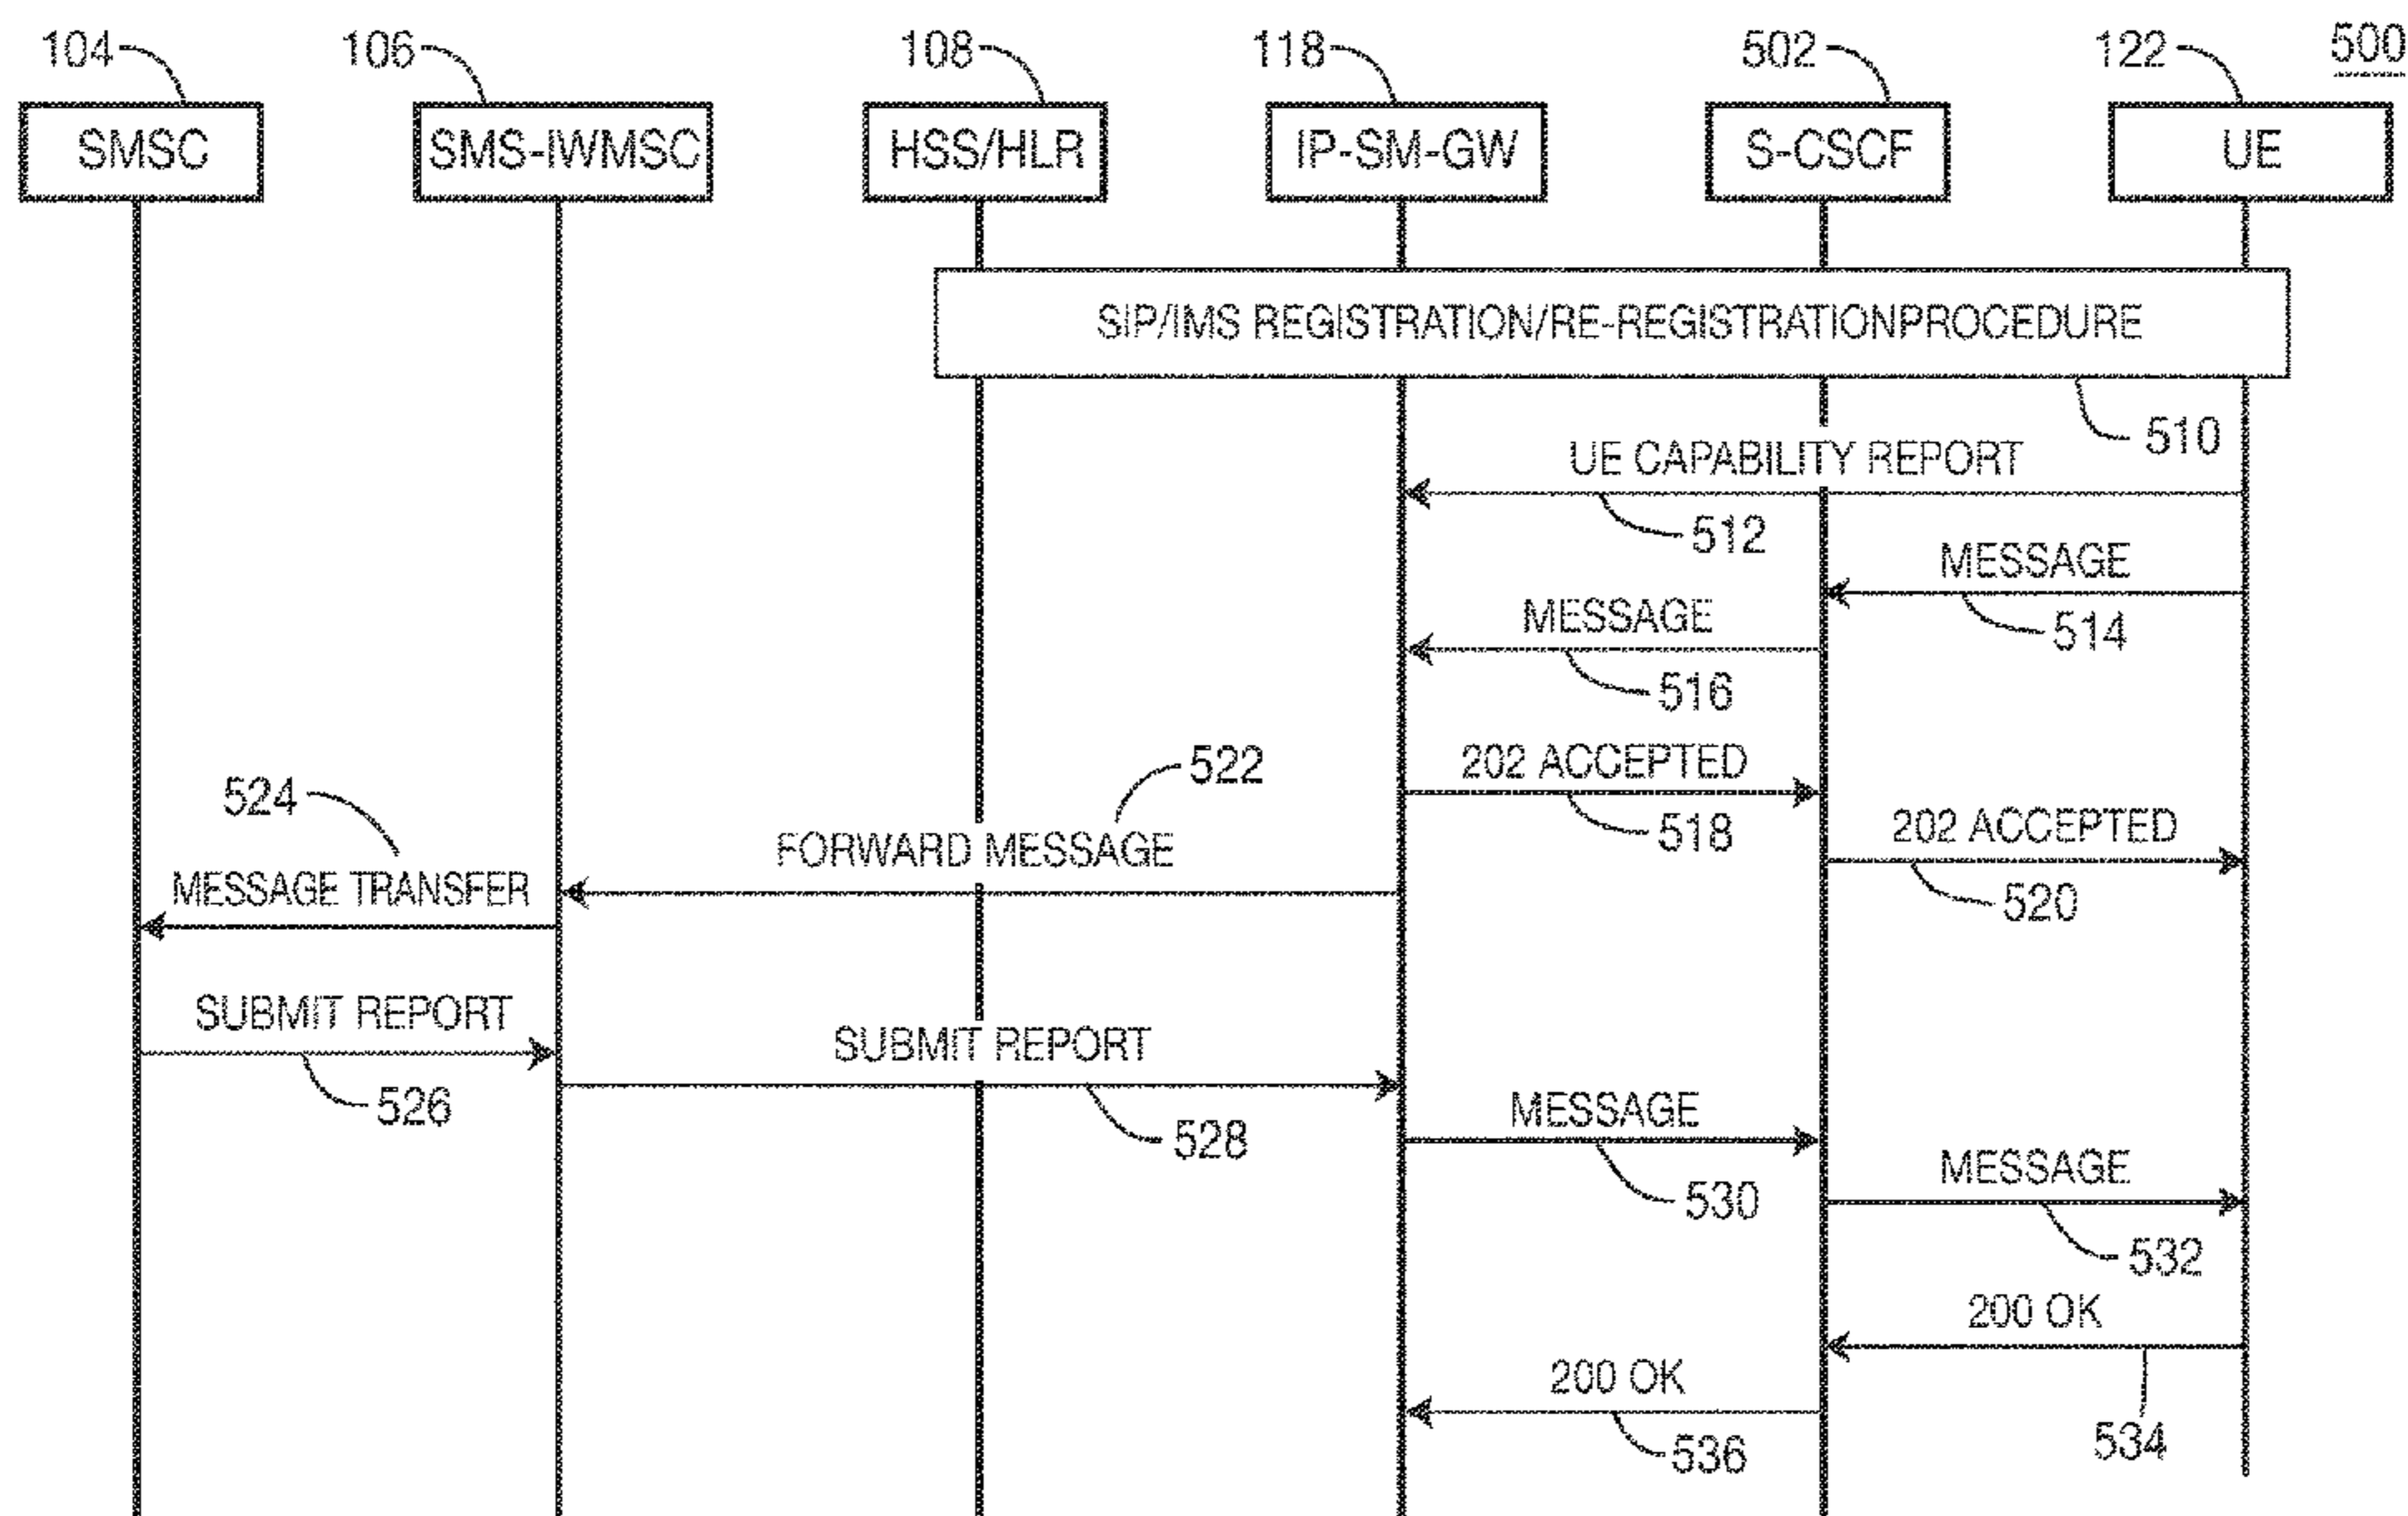 104 106 108 118 502 122 500
SMSC SMS-IWMSC HSS/HLR IP-SM-GW S-CSCF UE
SIP/IMS REGISTRATION/RE-REGISTRATIONPROCEDURE
510
UE CAPABILITY REPORT
512
MESSAGE
514
MESSAGE
516
202 ACCEPTED
518
522
FORWARD MESSAGE
202 ACCEPTED
520
524
MESSAGE TRANSFER
SUBMIT REPORT
526
SUBMIT REPORT
528
MESSAGE
530
MESSAGE
532
200 OK
534
200 OK
536